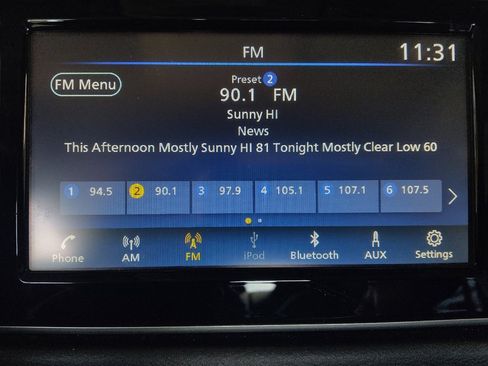 FM
11:31
FM Menu
Preset 2
90.1 FM
Sunny HI
News
This Afternoon Mostly Sunny HI 81 Tonight Mostly Clear Low 60
1 94.5 2 90.1 3 97.9 4 105.1 5 107.1 6 107.5
Phone AM FM iPod Bluetooth AUX Settings